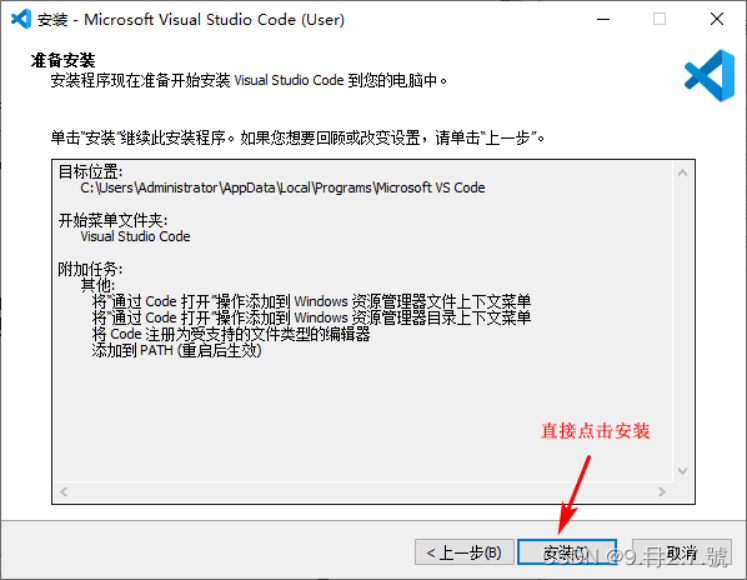 安装 - Microsoft Visual Studio Code (User)
准备安装
安装程序现在准备开始安装 Visual Studio Code 到您的电脑中。
单击"安装"继续此安装程序。如果您想要回顾或改变设置，请单击"上一步"。
目标位置:
C:\Users\Administrator\AppData\Local\Programs\Microsoft VS Code
开始菜单文件夹:
Visual Studio Code
附加任务:
其他:
将"通过 Code 打开"操作添加到 Windows 资源管理器文件上下文菜单
将"通过 Code 打开"操作添加到 Windows 资源管理器目录上下文菜单
将 Code 注册为受支持的文件类型的编辑器
添加到 PATH (重启后生效)
直接点击安装
< 上一步(B)
安装(I)
取消